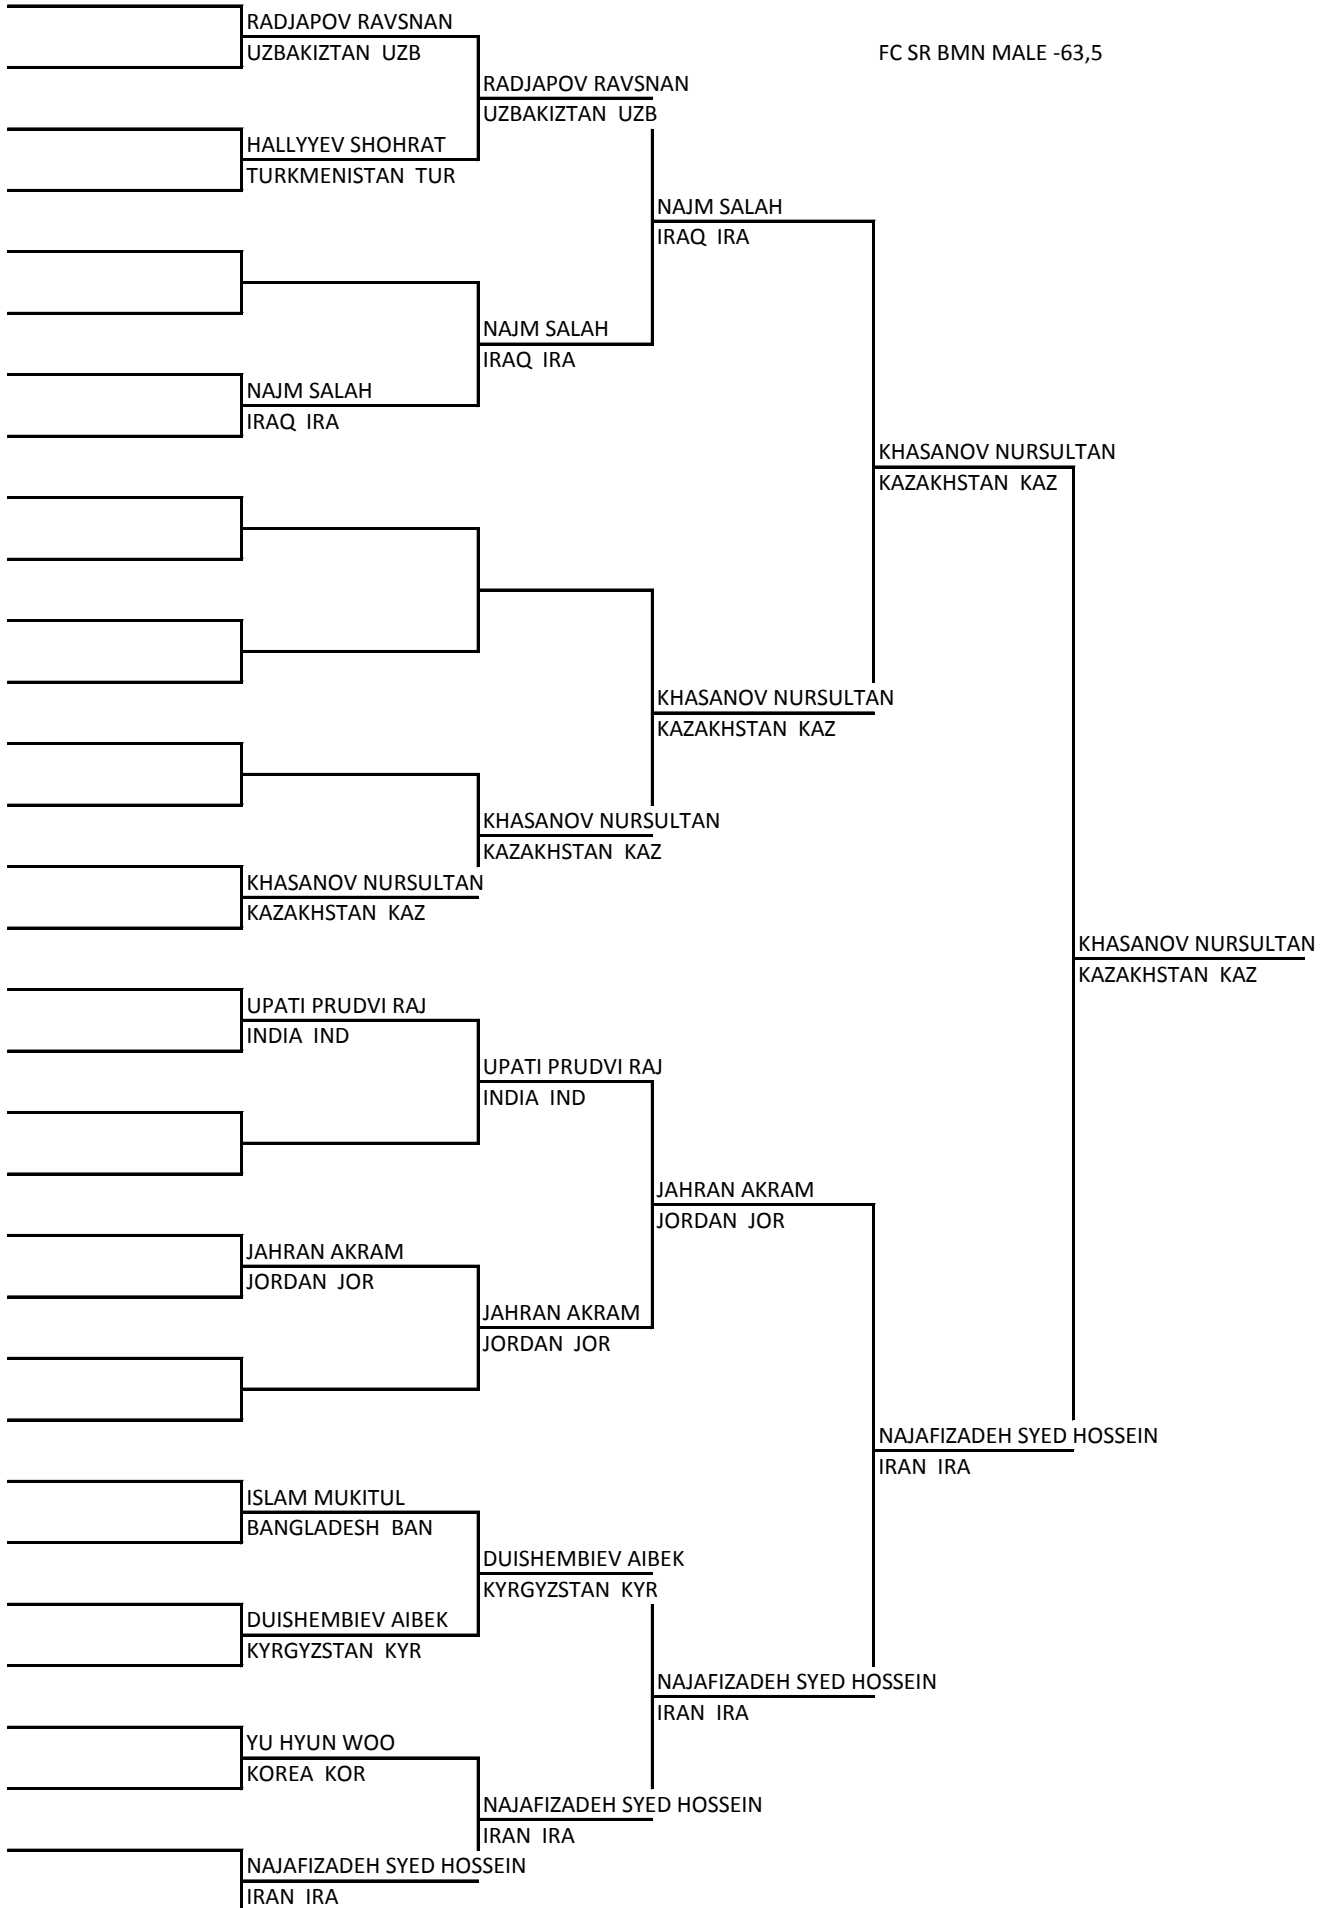 RADJAPOV RAVSNAN
UZBAKIZTAN UZB
FC SR BMN MALE -63,5
RADJAPOV RAVSNAN
UZBAKIZTAN UZB
HALLYYEV SHOHRAT
TURKMENISTAN TUR
NAJM SALAH
IRAQ IRA
NAJM SALAH
IRAQ IRA
NAJM SALAH
IRAQ IRA
KHASANOV NURSULTAN
KAZAKHSTAN KAZ
KHASANOV NURSULTAN
KAZAKHSTAN KAZ
KHASANOV NURSULTAN
KAZAKHSTAN KAZ
KHASANOV NURSULTAN
KAZAKHSTAN KAZ
KHASANOV NURSULTAN
KAZAKHSTAN KAZ
UPATI PRUDVI RAJ
INDIA IND
UPATI PRUDVI RAJ
INDIA IND
JAHRAN AKRAM
JORDAN JOR
JAHRAN AKRAM
JORDAN JOR
JAHRAN AKRAM
JORDAN JOR
NAJAFIZADEH SYED HOSSEIN
IRAN IRA
ISLAM MUKITUL
BANGLADESH BAN
DUISHEMBIEV AIBEK
KYRGYZSTAN KYR
DUISHEMBIEV AIBEK
KYRGYZSTAN KYR
NAJAFIZADEH SYED HOSSEIN
IRAN IRA
YU HYUN WOO
KOREA KOR
NAJAFIZADEH SYED HOSSEIN
IRAN IRA
NAJAFIZADEH SYED HOSSEIN
IRAN IRA